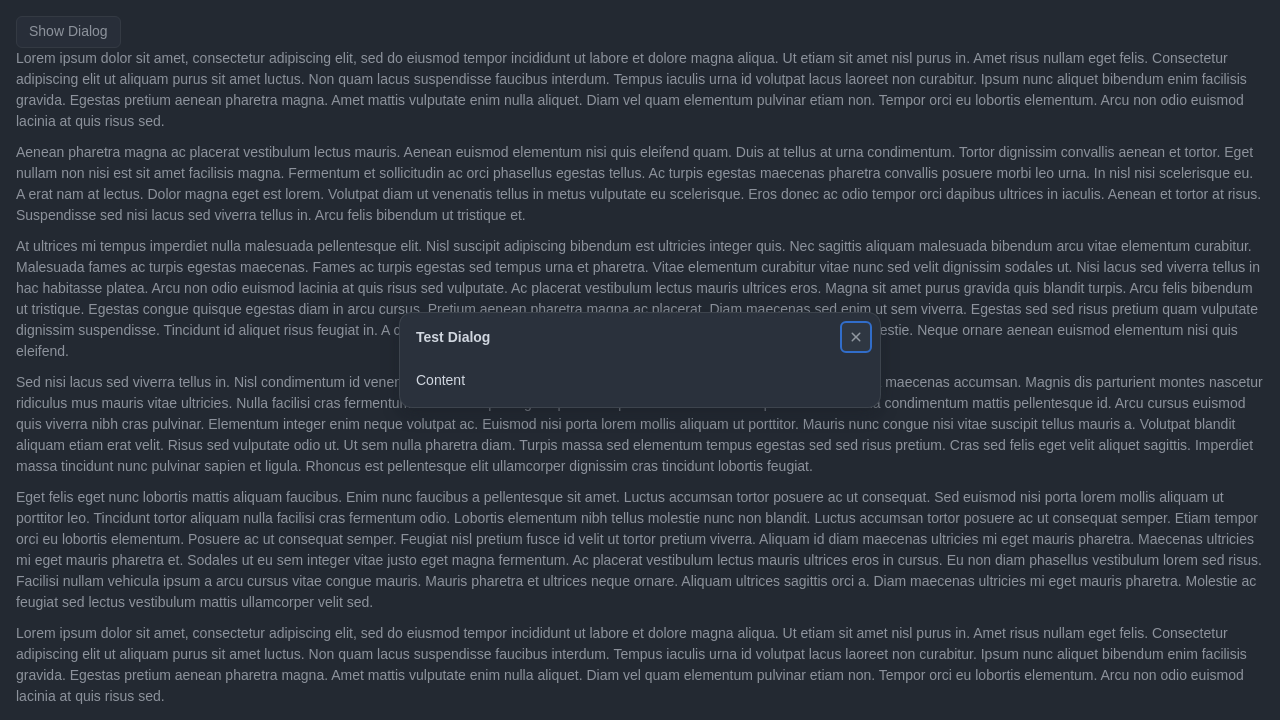 Show Dialog
Lorem ipsum dolor sit amet, consectetur adipiscing elit, sed do eiusmod tempor incididunt ut labore et dolore magna aliqua. Ut etiam sit amet nisl purus in. Amet risus nullam eget felis. Consectetur
adipiscing elit ut aliquam purus sit amet luctus. Non quam lacus suspendisse faucibus interdum. Tempus iaculis urna id volutpat lacus laoreet non curabitur. Ipsum nunc aliquet bibendum enim facilisis
gravida. Egestas pretium aenean pharetra magna. Amet mattis vulputate enim nulla aliquet. Diam vel quam elementum pulvinar etiam non. Tempor orci eu lobortis elementum. Arcu non odio euismod
lacinia at quis risus sed.
Aenean pharetra magna ac placerat vestibulum lectus mauris. Aenean euismod elementum nisi quis eleifend quam. Duis at tellus at urna condimentum. Tortor dignissim convallis aenean et tortor. Eget
nullam non nisi est sit amet facilisis magna. Fermentum et sollicitudin ac orci phasellus egestas tellus. Ac turpis egestas maecenas pharetra convallis posuere morbi leo urna. In nisl nisi scelerisque eu.
A erat nam at lectus. Dolor magna eget est lorem. Volutpat diam ut venenatis tellus in metus vulputate eu scelerisque. Eros donec ac odio tempor orci dapibus ultrices in iaculis. Aenean et tortor at risus.
Suspendisse sed nisi lacus sed viverra tellus in. Arcu felis bibendum ut tristique et.
At ultrices mi tempus imperdiet nulla malesuada pellentesque elit. Nisl suscipit adipiscing bibendum est ultricies integer quis. Nec sagittis aliquam malesuada bibendum arcu vitae elementum curabitur.
Malesuada fames ac turpis egestas maecenas. Fames ac turpis egestas sed tempus urna et pharetra. Vitae elementum curabitur vitae nunc sed velit dignissim sodales ut. Nisi lacus sed viverra tellus in
hac habitasse platea. Arcu non odio euismod lacinia at quis risus sed vulputate. Ac placerat vestibulum lectus mauris ultrices eros. Magna sit amet purus gravida quis blandit turpis. Arcu felis bibendum
ut tristique. Egestas congue quisque egestas diam in arcu cursus. Pretium aenean pharetra magna ac placerat. Diam maecenas sed enim ut sem viverra. Egestas sed sed risus pretium quam vulputate
dignissim suspendisse. Tincidunt id aliquet risus feugiat in. A estie. Neque ornare aenean euismod elementum nisi quis
eleifend.
Test Dialog
Content
Sed nisi lacus sed viverra tellus in. Nisl condimentum id maecenas accumsan. Magnis dis parturient montes nascetur
ridiculus mus mauris vitae ultricies. Nulla facilisi cras condimentum mattis pellentesque id. Arcu cursus euismod
quis viverra nibh cras pulvinar. Elementum integer enim neque volutpat ac. Euismod nisi porta lorem mollis aliquam ut porttitor. Mauris nunc congue nisi vitae suscipit tellus mauris a. Volutpat blandit
aliquam etiam erat velit. Risus sed vulputate odio ut. Ut sem nulla pharetra diam. Turpis massa sed elementum tempus egestas sed sed risus pretium. Cras sed felis eget velit aliquet sagittis. Imperdiet
massa tincidunt nunc pulvinar sapien et ligula. Rhoncus est pellentesque elit ullamcorper dignissim cras tincidunt lobortis feugiat.
Eget felis eget nunc lobortis mattis aliquam faucibus. Enim nunc faucibus a pellentesque sit amet. Luctus accumsan tortor posuere ac ut consequat. Sed euismod nisi porta lorem mollis aliquam ut
porttitor leo. Tincidunt tortor aliquam nulla facilisi cras fermentum odio. Lobortis elementum nibh tellus molestie nunc non blandit. Luctus accumsan tortor posuere ac ut consequat semper. Etiam tempor
orci eu lobortis elementum. Posuere ac ut consequat semper. Feugiat nisl pretium fusce id velit ut tortor pretium viverra. Aliquam id diam maecenas ultricies mi eget mauris pharetra. Maecenas ultricies
mi eget mauris pharetra et. Sodales ut eu sem integer vitae justo eget magna fermentum. Ac placerat vestibulum lectus mauris ultrices eros in cursus. Eu non diam phasellus vestibulum lorem sed risus.
Facilisi nullam vehicula ipsum a arcu cursus vitae congue mauris. Mauris pharetra et ultrices neque ornare. Aliquam ultrices sagittis orci a. Diam maecenas ultricies mi eget mauris pharetra. Molestie ac
feugiat sed lectus vestibulum mattis ullamcorper velit sed.
Lorem ipsum dolor sit amet, consectetur adipiscing elit, sed do eiusmod tempor incididunt ut labore et dolore magna aliqua. Ut etiam sit amet nisl purus in. Amet risus nullam eget felis. Consectetur
adipiscing elit ut aliquam purus sit amet luctus. Non quam lacus suspendisse faucibus interdum. Tempus iaculis urna id volutpat lacus laoreet non curabitur. Ipsum nunc aliquet bibendum enim facilisis
gravida. Egestas pretium aenean pharetra magna. Amet mattis vulputate enim nulla aliquet. Diam vel quam elementum pulvinar etiam non. Tempor orci eu lobortis elementum. Arcu non odio euismod
lacinia at quis risus sed.